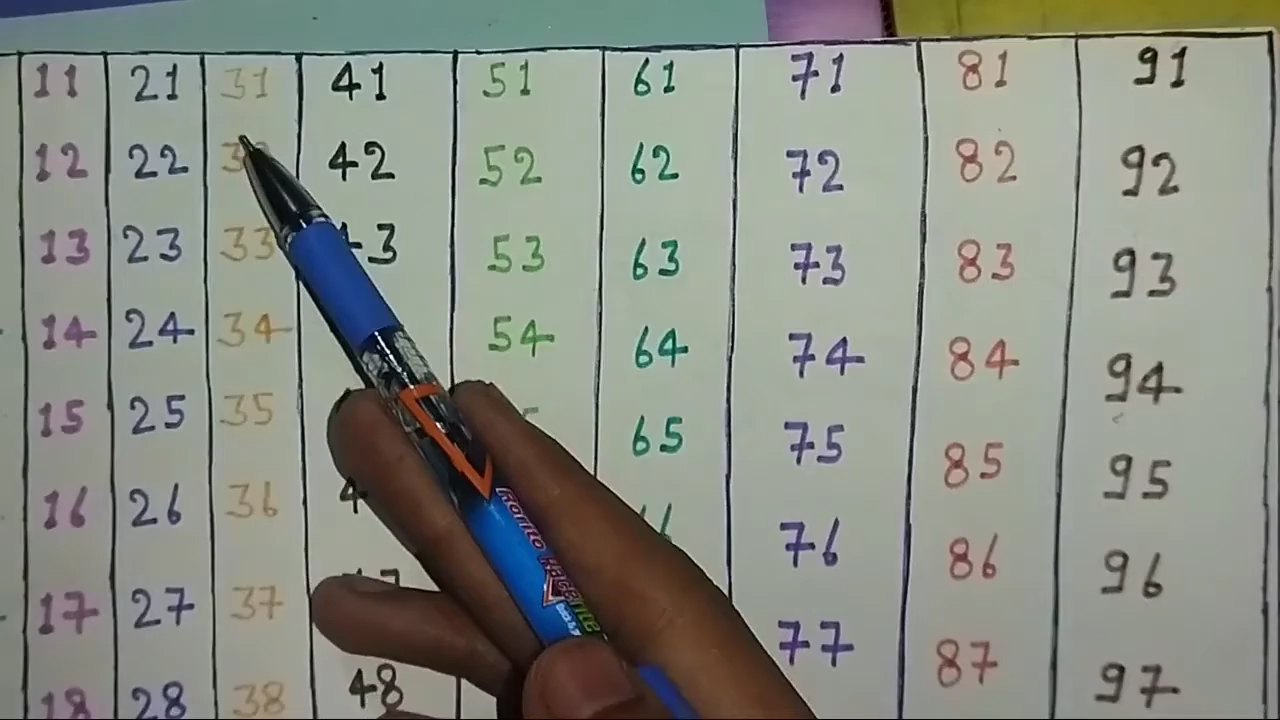 11 21 31 41 51 61 71 81 91
12 22 42 52 62 72 82 92
13 23 33 43 53 63 73 83 93
14 24 34 54 64 74 84 94
15 25 35 65 75 85 95
16 26 36 76 86 96
17 27 37 77 87 97
18 28 38 48
Rorito